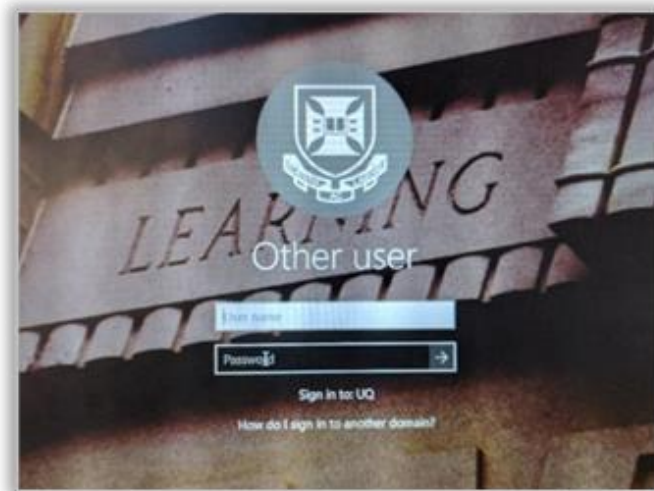 LEARNING
Other user
User name
Password
Sign in to: UQ
How do I sign in to another domain?